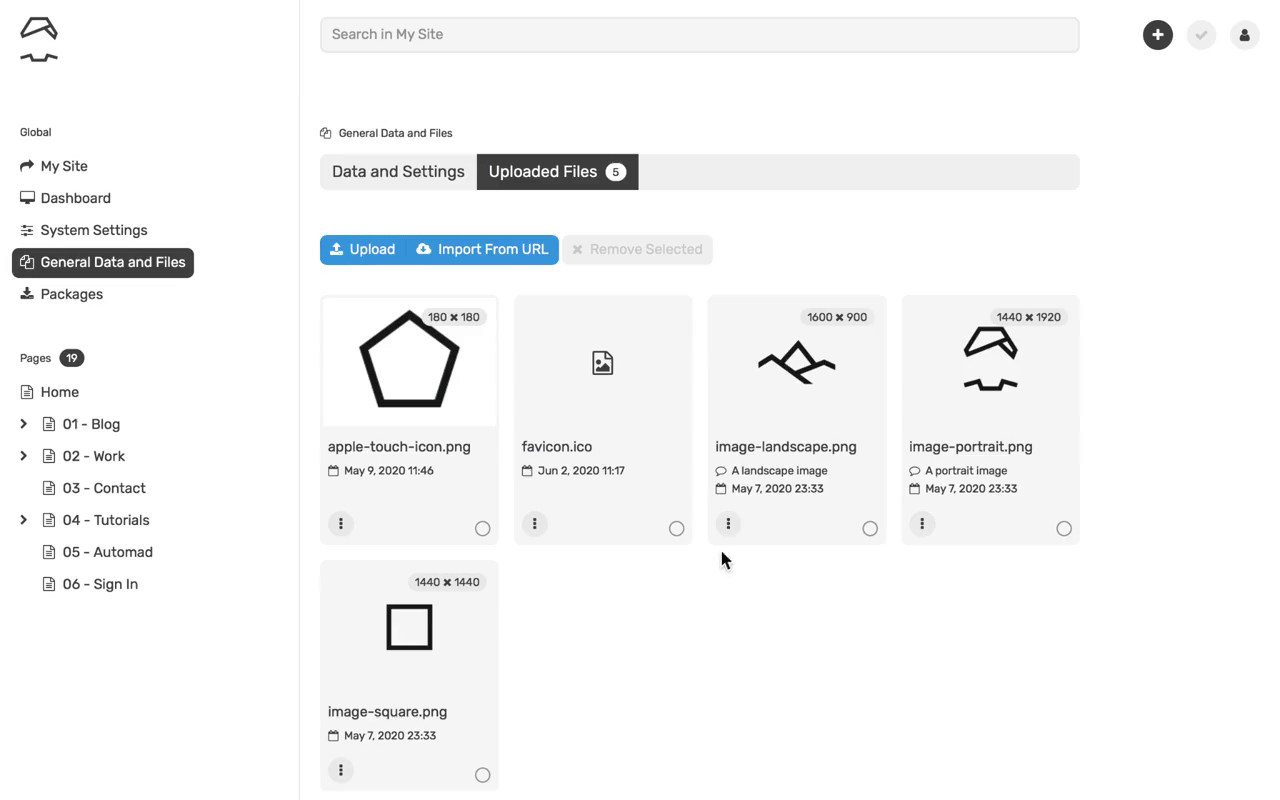 Search in My Site
Global
My Site
Dashboard
System Settings
General Data and Files
Packages
Pages 19
Home
01 - Blog
02 - Work
03 - Contact
04 - Tutorials
05 - Automad
06 - Sign In
General Data and Files
Data and Settings
Uploaded Files 5
Upload
Import From URL
Remove Selected
180 × 180
apple-touch-icon.png
May 9, 2020 11:46
favicon.ico
Jun 2, 2020 11:17
1600 × 900
image-landscape.png
A landscape image
May 7, 2020 23:33
1440 × 1920
image-portrait.png
A portrait image
May 7, 2020 23:33
1440 × 1440
image-square.png
May 7, 2020 23:33